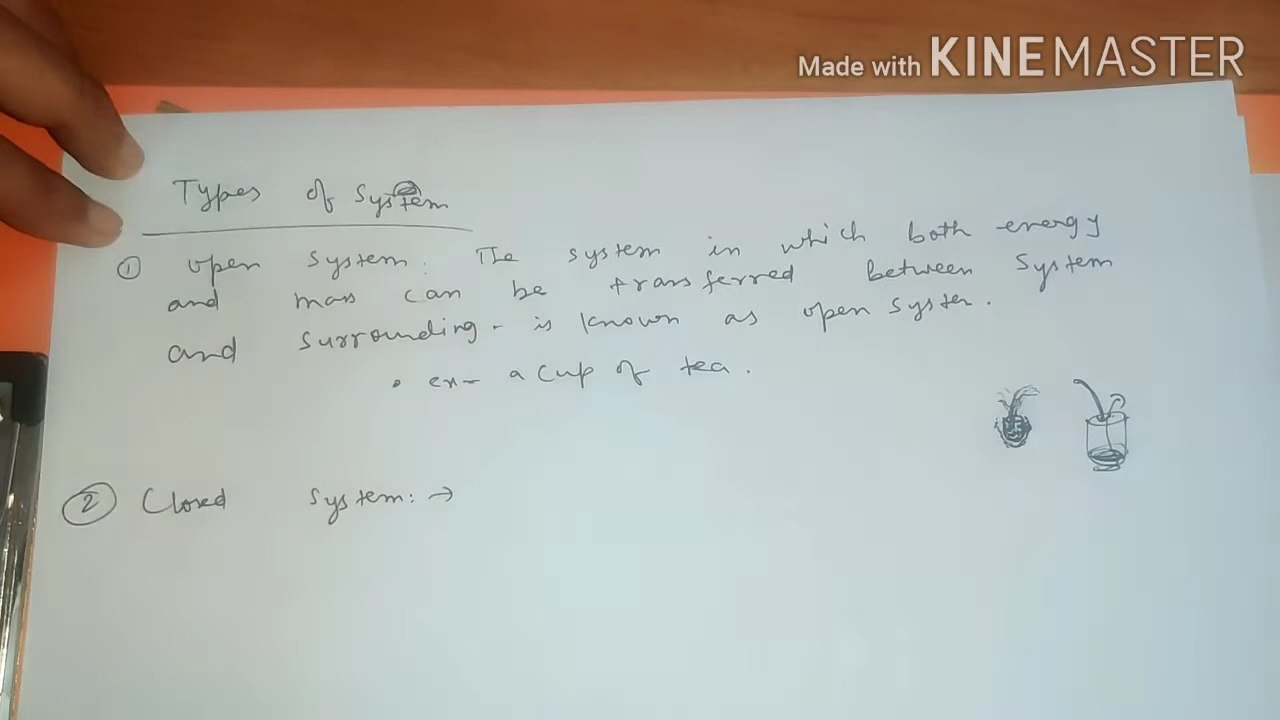 Made with KINEMASTER
Types of System
① open system: The system in which both energy
and mass can be transferred between system
and surrounding - is known as open system.
• ex- a cup of tea.
② Closed System: →